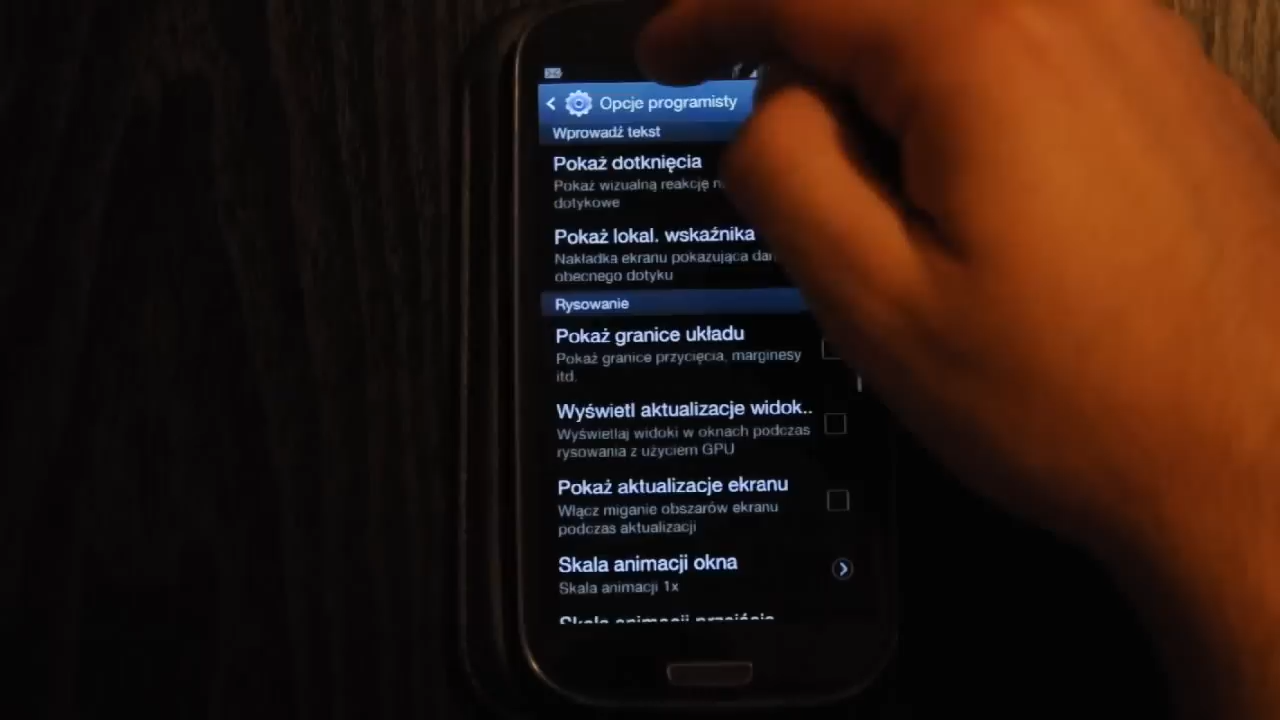 Opcje programisty
Wprowadź tekst
Pokaż dotknięcia
Pokaż wizualną reakcję
dotykowe
Pokaż lokal. wskaźnika
Nakładka ekranu pokazująca
obecnego dotyku
Rysowanie
Pokaż granice układu
Pokaż granice przycięcia, marginesy
itd.
Wyświetl aktualizacje widok..
Wyświetlaj widoki w oknach podczas
rysowania z użyciem GPU
Pokaż aktualizacje ekranu
Włącz miganie obszarów ekranu
podczas aktualizacji
Skala animacji okna
Skala animacji 1x
Skala animacji